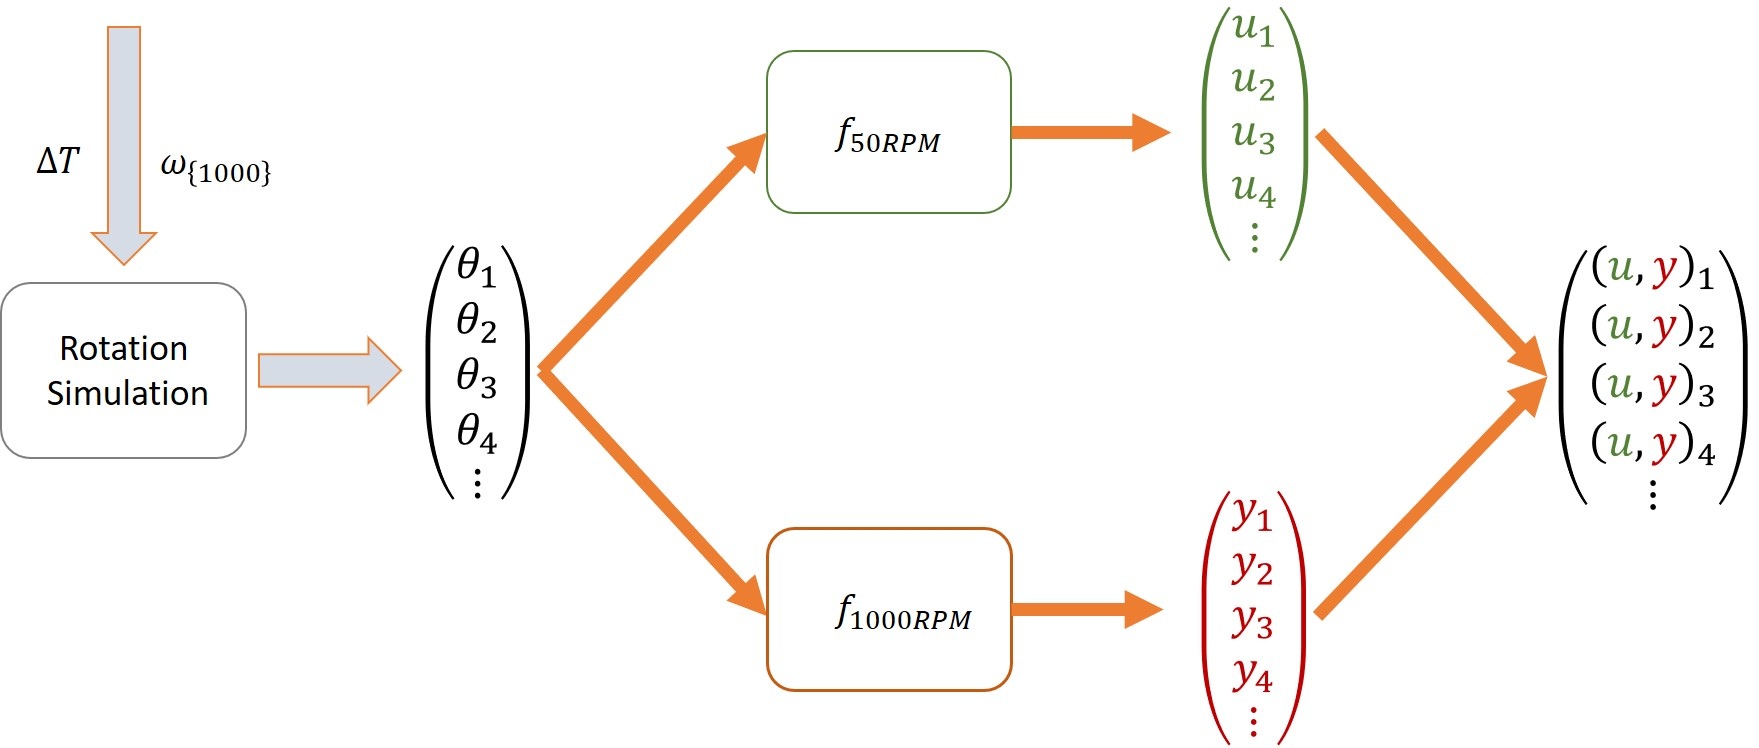 ΔT
ω{1000}
Rotation
Simulation
θ1
θ2
θ3
θ4
⋮
f50RPM
f1000RPM
u1
u2
u3
u4
⋮
y1
y2
y3
y4
⋮
(u, y)1
(u, y)2
(u, y)3
(u, y)4
⋮